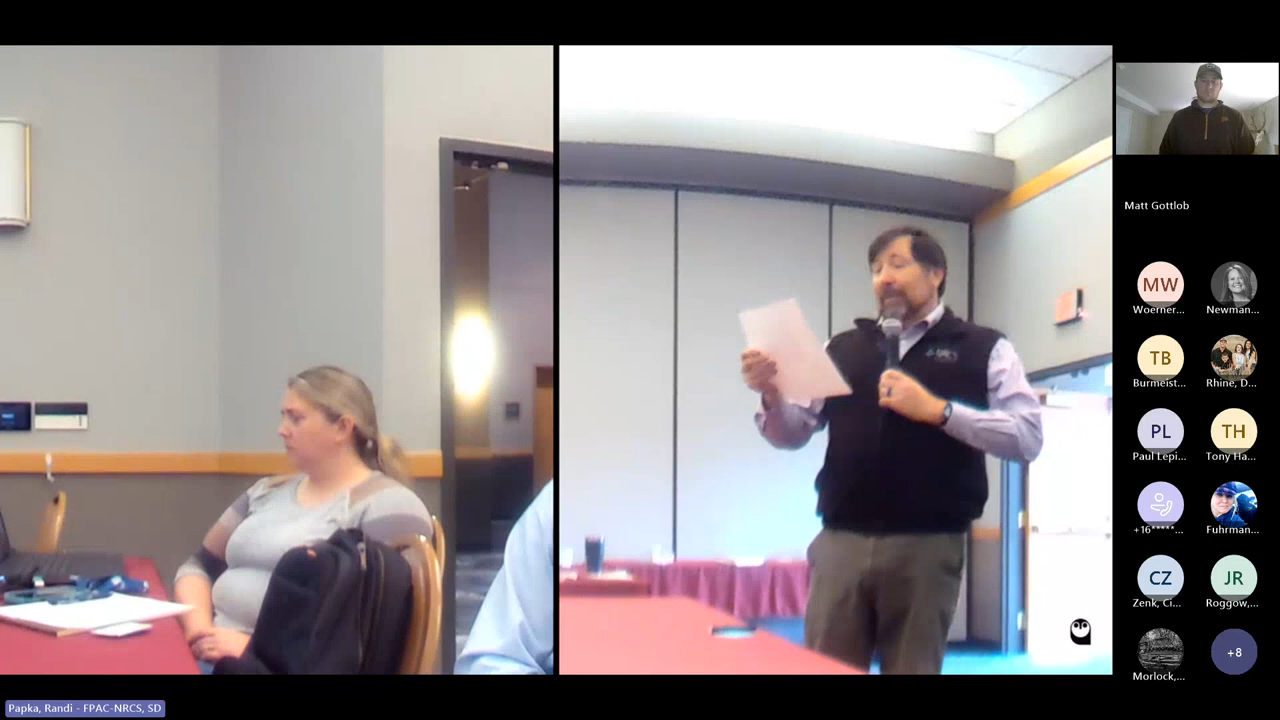 Matt Gottlob
MW
Woerner...
Newman...
TB
Burmeist...
Rhine, D...
PL
TH
Paul Lepi...
Tony Ha...
+16*****...
Fuhrman...
CZ
JR
Zenk, Ci...
Roggow,...
Morlock,...
+8
Papka, Randi - FPAC-NRCS, SD